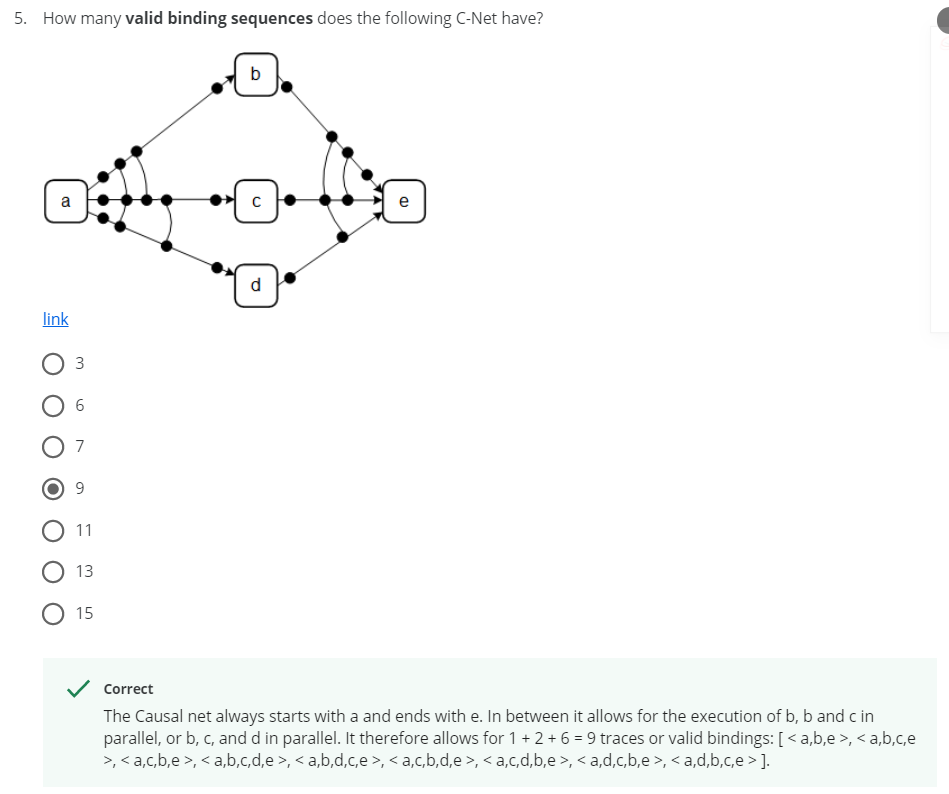 5. How many valid binding sequences does the following C-Net have?
b
a
c
e
d
link
3
6
7
9
11
13
15
Correct
The Causal net always starts with a and ends with e. In between it allows for the execution of b, b and c in
parallel, or b, c, and d in parallel. It therefore allows for 1 + 2 + 6 = 9 traces or valid bindings: [ < a,b,e >, < a,b,c,e
>, < a,c,b,e >, < a,b,c,d,e >, < a,b,d,c,e >, < a,c,b,d,e >, < a,c,d,b,e >, < a,d,c,b,e >, < a,d,b,c,e > ].